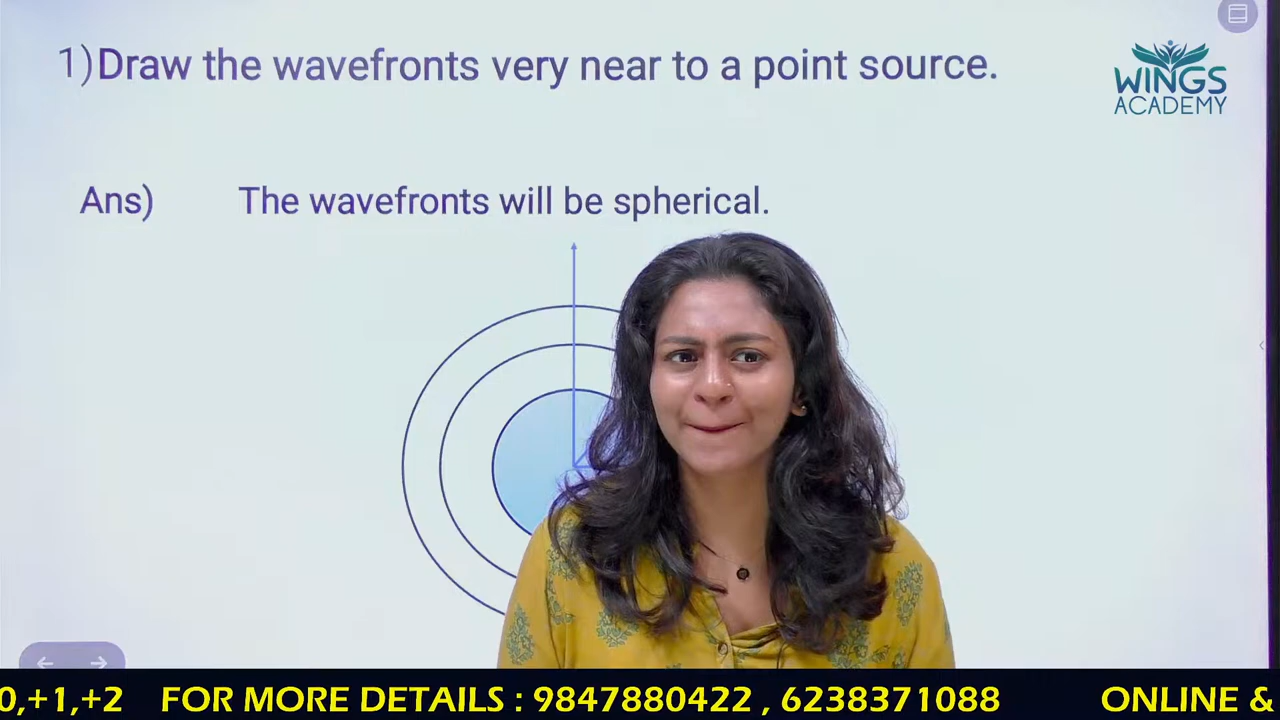 1)Draw the wavefronts very near to a point source.
WINGS
ACADEMY
Ans) The wavefronts will be spherical.
0,+1,+2 FOR MORE DETAILS : 9847880422 , 6238371088 ONLINE &